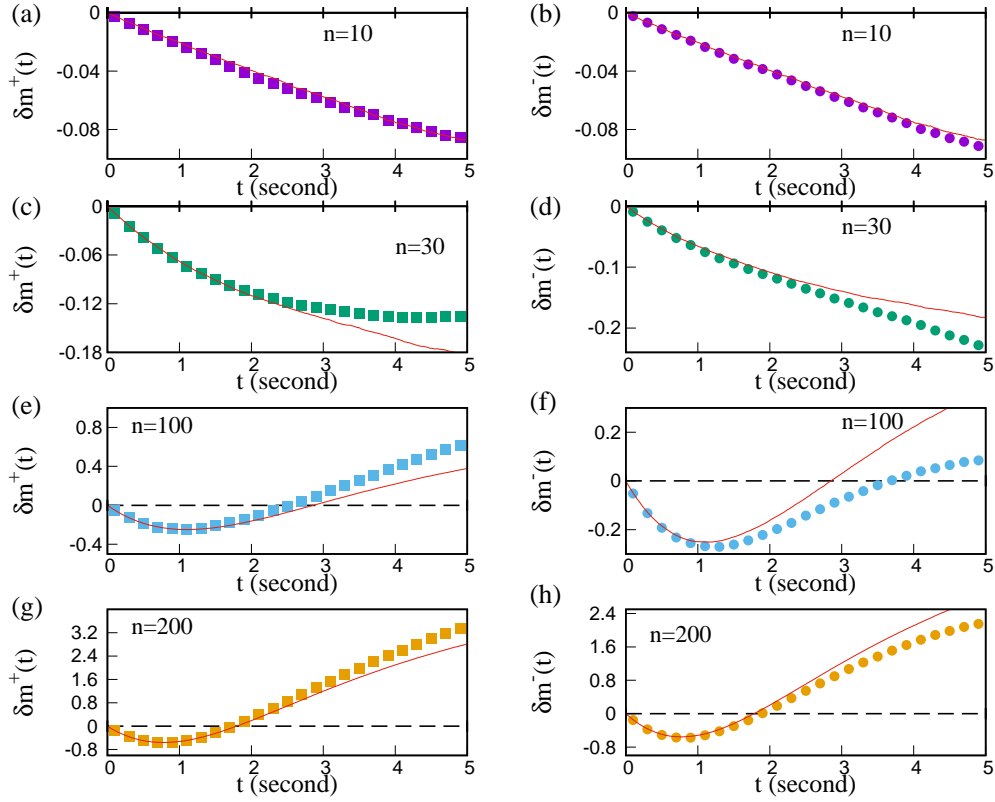 (a)
δm⁺(t)
0
-0.04
-0.08
n=10
0 1 2 3 4 5
t (second)
(b)
δm⁻(t)
0
-0.04
-0.08
n=10
0 1 2 3 4 5
t (second)
(c)
δm⁺(t)
0
-0.06
-0.12
-0.18
n=30
0 1 2 3 4 5
t (second)
(d)
δm⁻(t)
0
-0.1
-0.2
n=30
0 1 2 3 4 5
t (second)
(e)
δm⁺(t)
0.8
0.4
0
-0.4
n=100
0 1 2 3 4 5
t (second)
(f)
δm⁻(t)
0.2
0
-0.2
n=100
0 1 2 3 4 5
t (second)
(g)
δm⁺(t)
3.2
2.4
1.6
0.8
0
-0.8
n=200
0 1 2 3 4 5
t (second)
(h)
δm⁻(t)
2.4
1.6
0.8
0
-0.8
n=200
0 1 2 3 4 5
t (second)